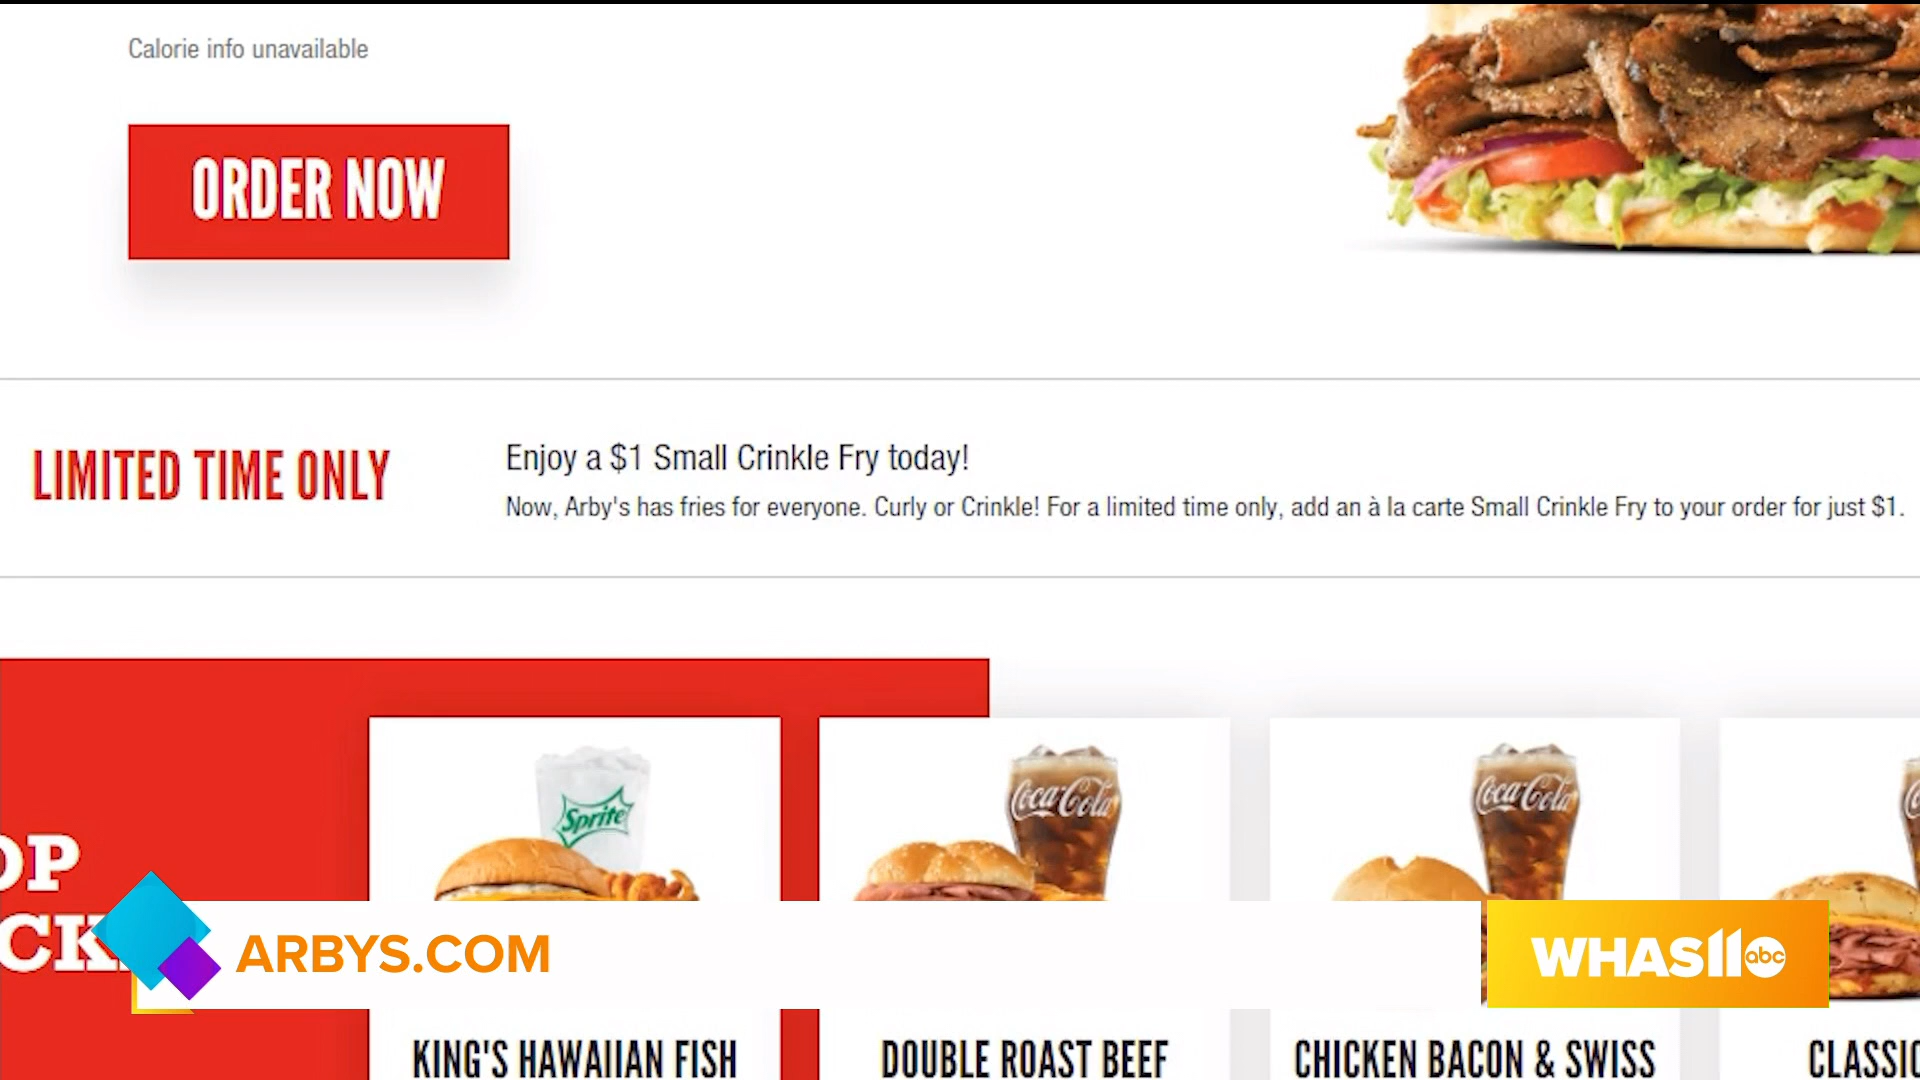 Calorie info unavailable
ORDER NOW
LIMITED TIME ONLY
Enjoy a $1 Small Crinkle Fry today!
Now, Arby's has fries for everyone. Curly or Crinkle! For a limited time only, add an à la carte Small Crinkle Fry to your order for just $1.
Sprite
Coca-Cola
Coca-Cola
ARBYS.COM
WHAS11 abc
KING'S HAWAIIAN FISH
DOUBLE ROAST BEEF
CHICKEN BACON & SWISS
CLASSIC